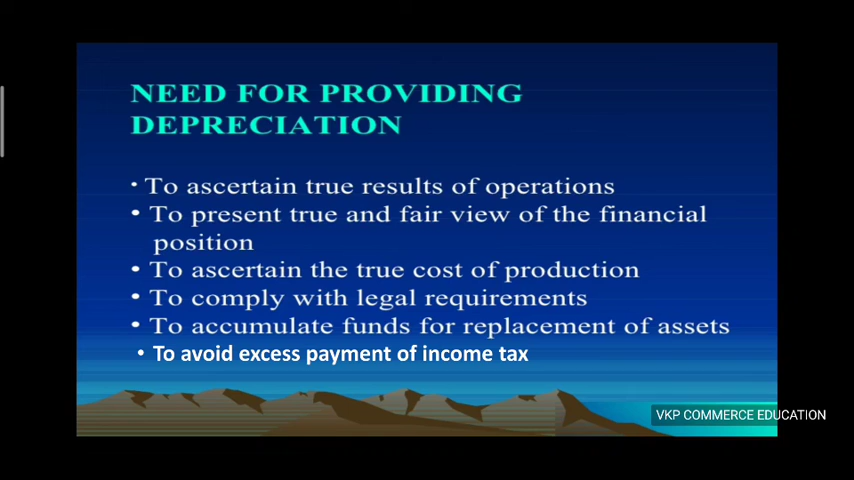 NEED FOR PROVIDING
DEPRECIATION
• To ascertain true results of operations
• To present true and fair view of the financial
position
• To ascertain the true cost of production
• To comply with legal requirements
• To accumulate funds for replacement of assets
• To avoid excess payment of income tax
VKP COMMERCE EDUCATION